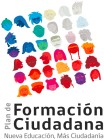 Plan de
Formación
Ciudadana
Nueva Educación, Más Ciudadanía